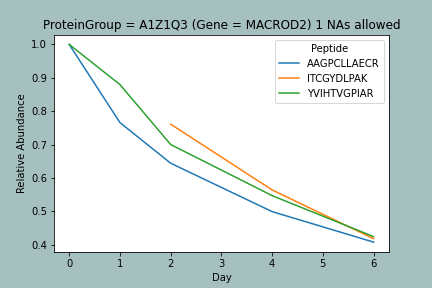 ProteinGroup = A1Z1Q3 (Gene = MACROD2) 1 NAs allowed
Peptide
AAGPCLLAECR
ITCGYDLPAK
YVIHTVGPIAR
Relative Abundance
1.0
0.9
0.8
0.7
0.6
0.5
0.4
0 1 2 3 4 5 6
Day